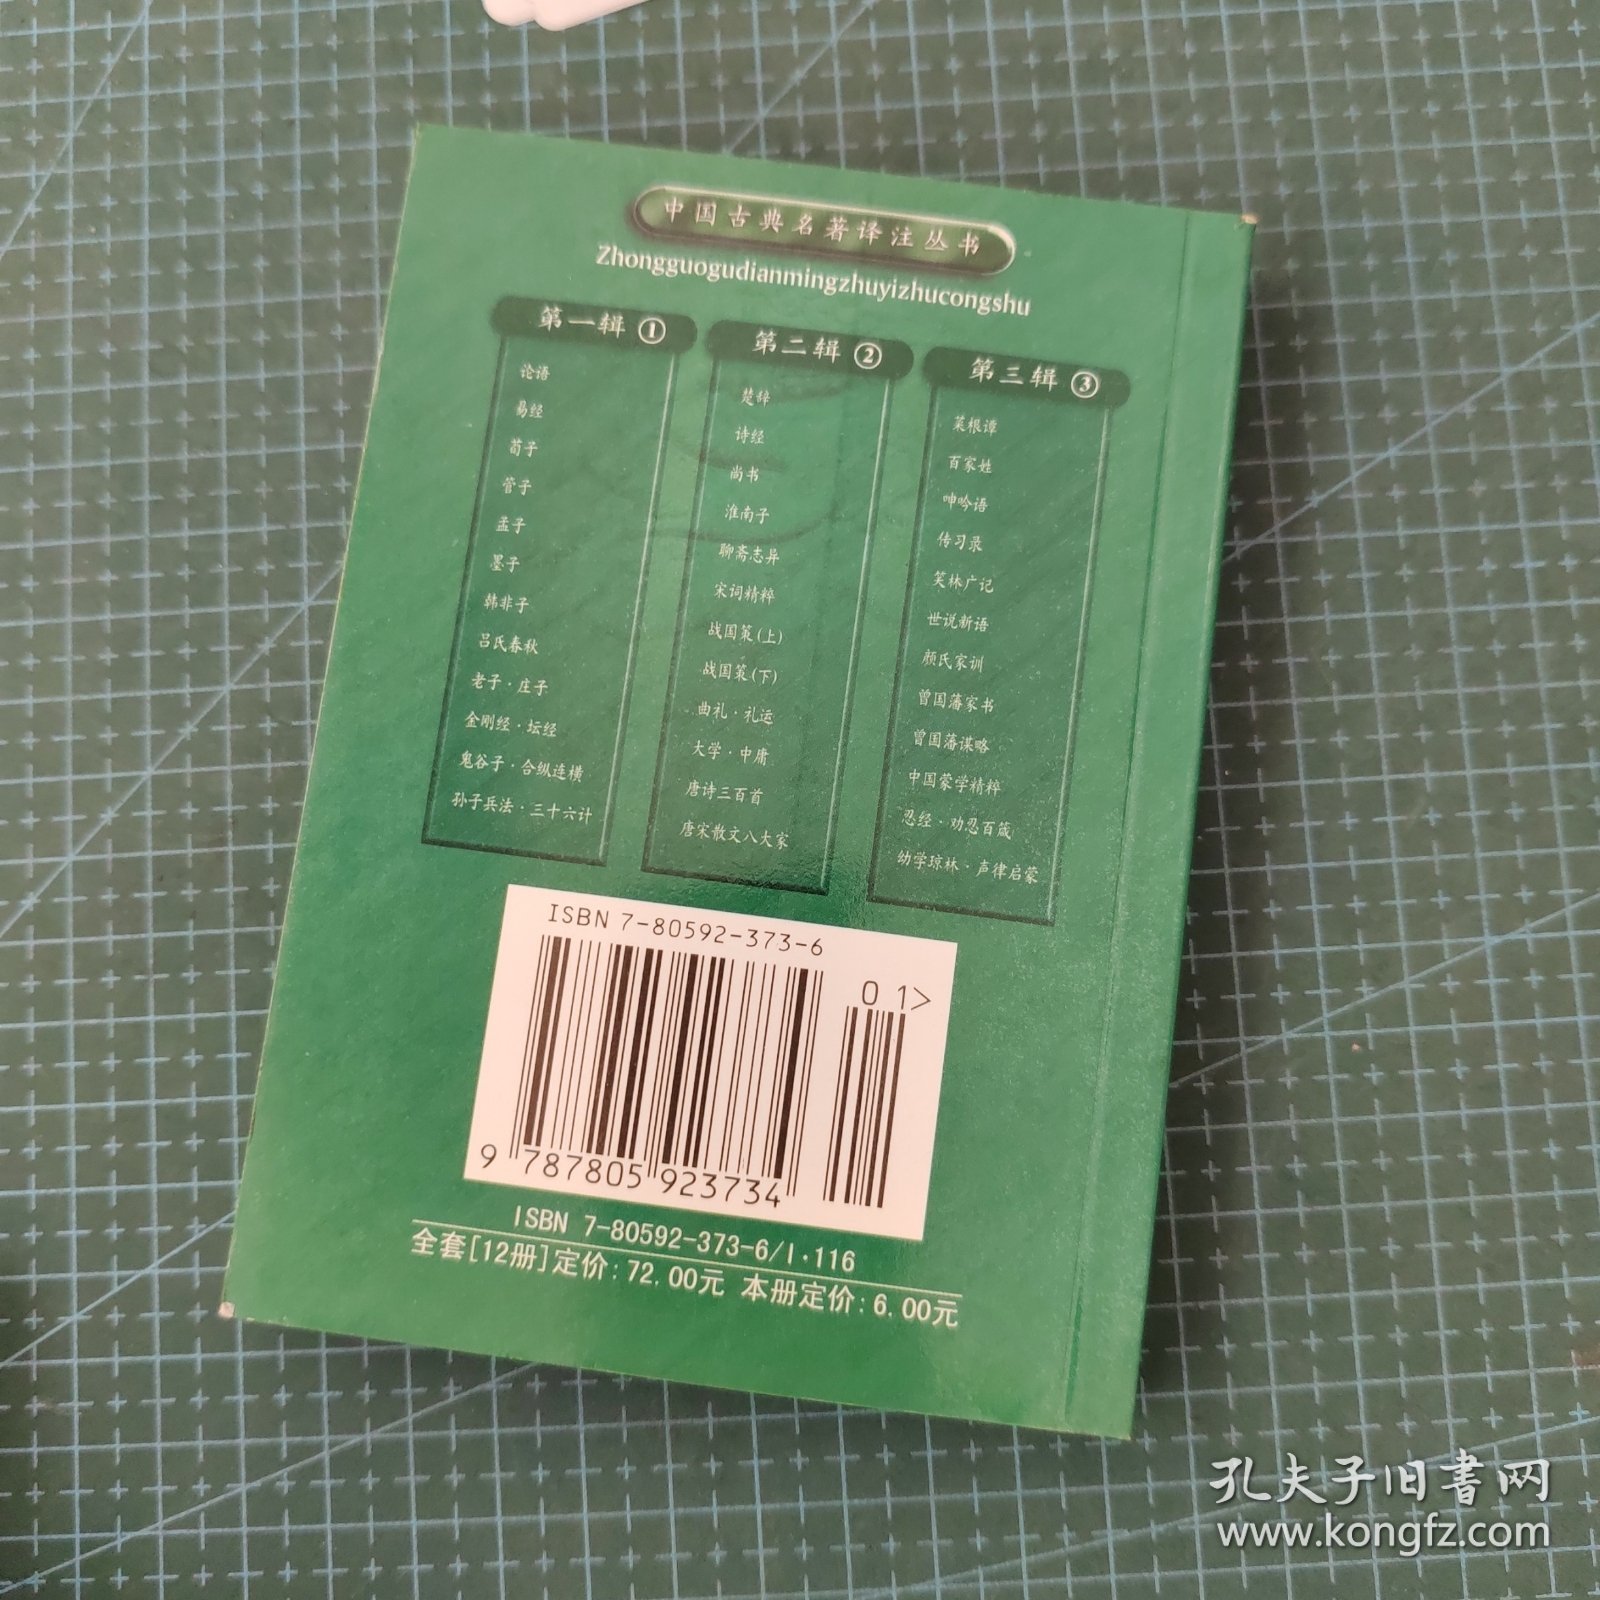 中国古典名著译注丛书
Zhongguogudianmingzhuyizhucongshu
第一辑 ①
论语
易经
荀子
管子
孟子
墨子
韩非子
吕氏春秋
老子·庄子
金刚经·坛经
鬼谷子·合纵连横
孙子兵法·三十六计
第二辑 ②
楚辞
诗经
尚书
淮南子
聊斋志异
宋词精粹
战国策(上)
战国策(下)
曲礼·礼运
大学·中庸
唐诗三百首
唐宋散文八大家
第三辑 ③
菜根谭
百家姓
呻吟语
传习录
笑林广记
世说新语
颜氏家训
曾国藩家书
曾国藩谋略
中国蒙学精粹
忍经·劝忍百箴
幼学琼林·声律启蒙
ISBN 7-80592-373-6
01>
9 787805 923734
ISBN 7-80592-373-6/I·116
全套[12册]定价:72.00元 本册定价:6.00元
孔夫子旧書网
www.kongfz.com